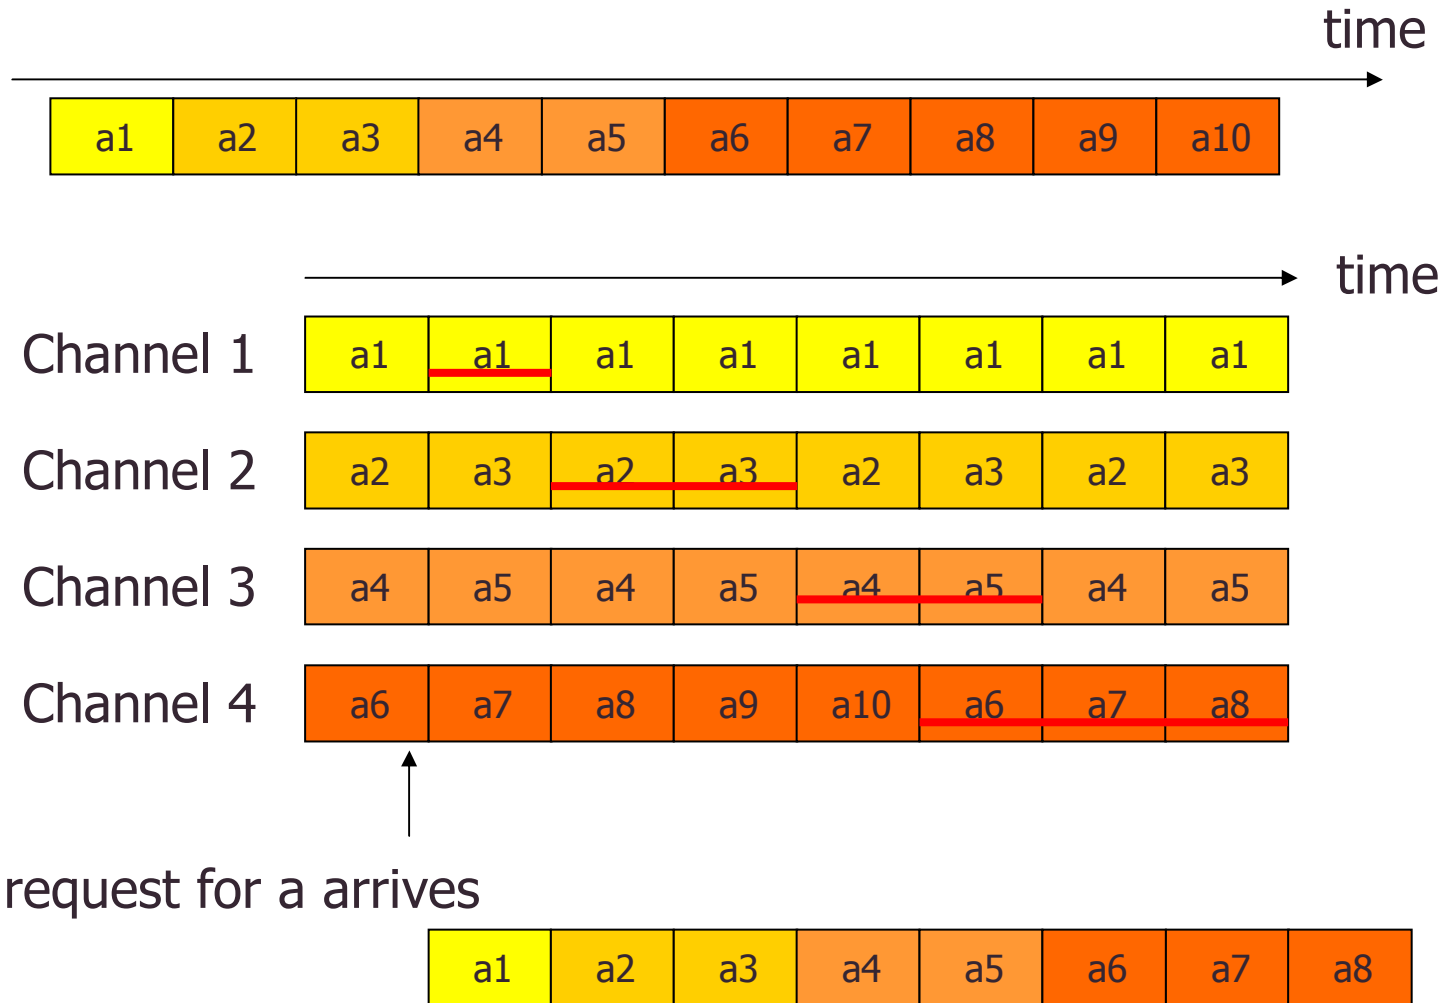 time
a1 a2 a3 a4 a5 a6 a7 a8 a9 a10
time
Channel 1 a1 a1 a1 a1 a1 a1 a1 a1
Channel 2 a2 a3 a2 a3 a2 a3 a2 a3
Channel 3 a4 a5 a4 a5 a4 a5 a4 a5
Channel 4 a6 a7 a8 a9 a10 a6 a7 a8
request for a arrives
a1 a2 a3 a4 a5 a6 a7 a8